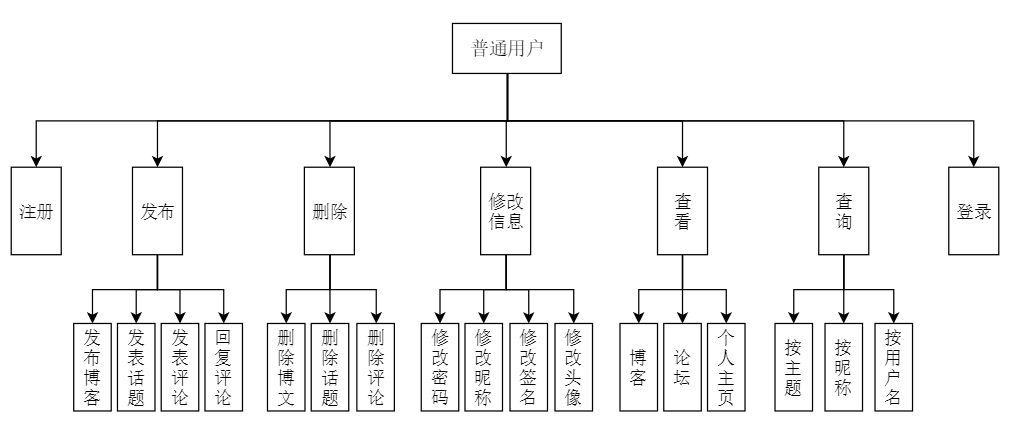 普通用户
注册
发布
删除
修改
信息
查看
查询
登录
发布博客
发表话题
发表评论
回复评论
删除博文
删除话题
删除评论
修改密码
修改昵称
修改签名
修改头像
博客
论坛
个人主页
按主题
按昵称
按用户名